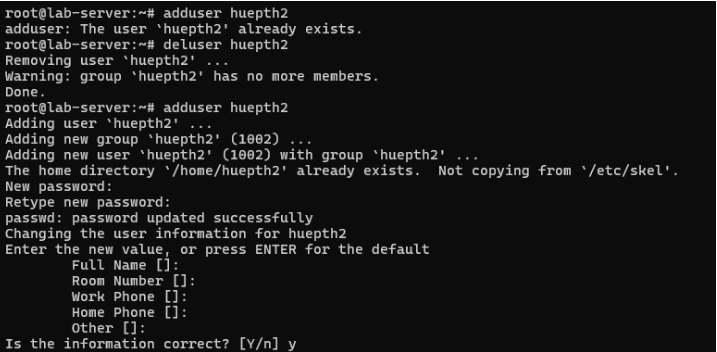 root@lab-server:~# adduser huepth2
adduser: The user `huepth2' already exists.
root@lab-server:~# deluser huepth2
Removing user `huepth2' ...
Warning: group `huepth2' has no more members.
Done.
root@lab-server:~# adduser huepth2
Adding user `huepth2' ...
Adding new group `huepth2' (1002) ...
Adding new user `huepth2' (1002) with group `huepth2' ...
The home directory `/home/huepth2' already exists.  Not copying from `/etc/skel'.
New password:
Retype new password:
passwd: password updated successfully
Changing the user information for huepth2
Enter the new value, or press ENTER for the default
        Full Name []:
        Room Number []:
        Work Phone []:
        Home Phone []:
        Other []:
Is the information correct? [Y/n] y